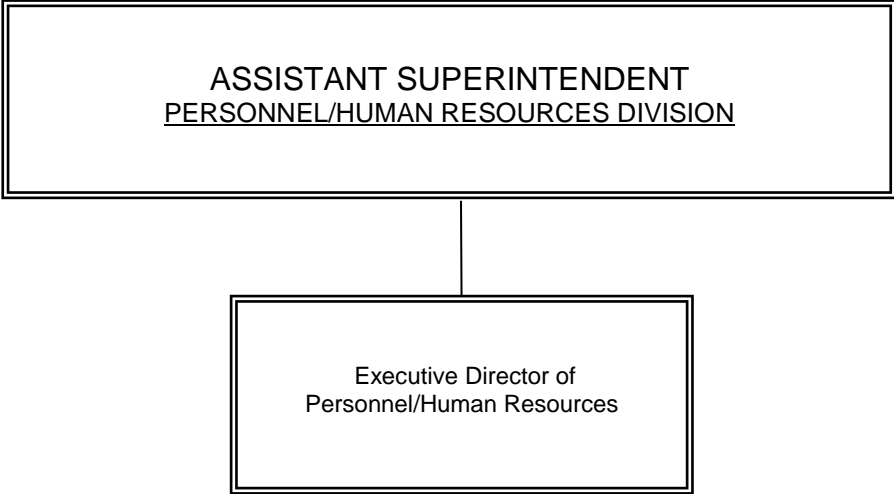 ASSISTANT SUPERINTENDENT
PERSONNEL/HUMAN RESOURCES DIVISION
Executive Director of
Personnel/Human Resources